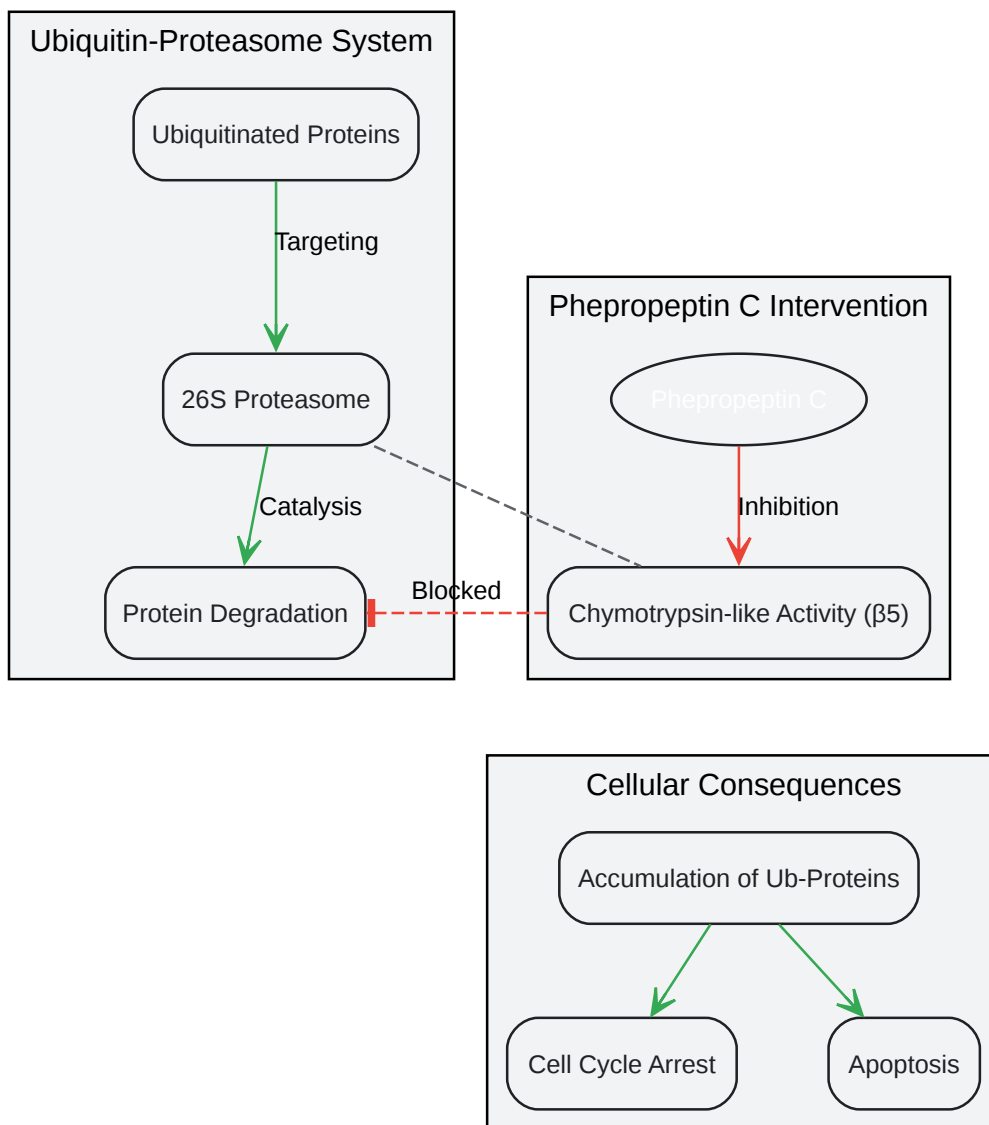 Ubiquitin-Proteasome System
Ubiquitinated Proteins
Targeting
26S Proteasome
Catalysis
Protein Degradation
Blocked
Phepropeptin C Intervention
Phepropeptin C
Inhibition
Chymotrypsin-like Activity (β5)
Cellular Consequences
Accumulation of Ub-Proteins
Cell Cycle Arrest
Apoptosis